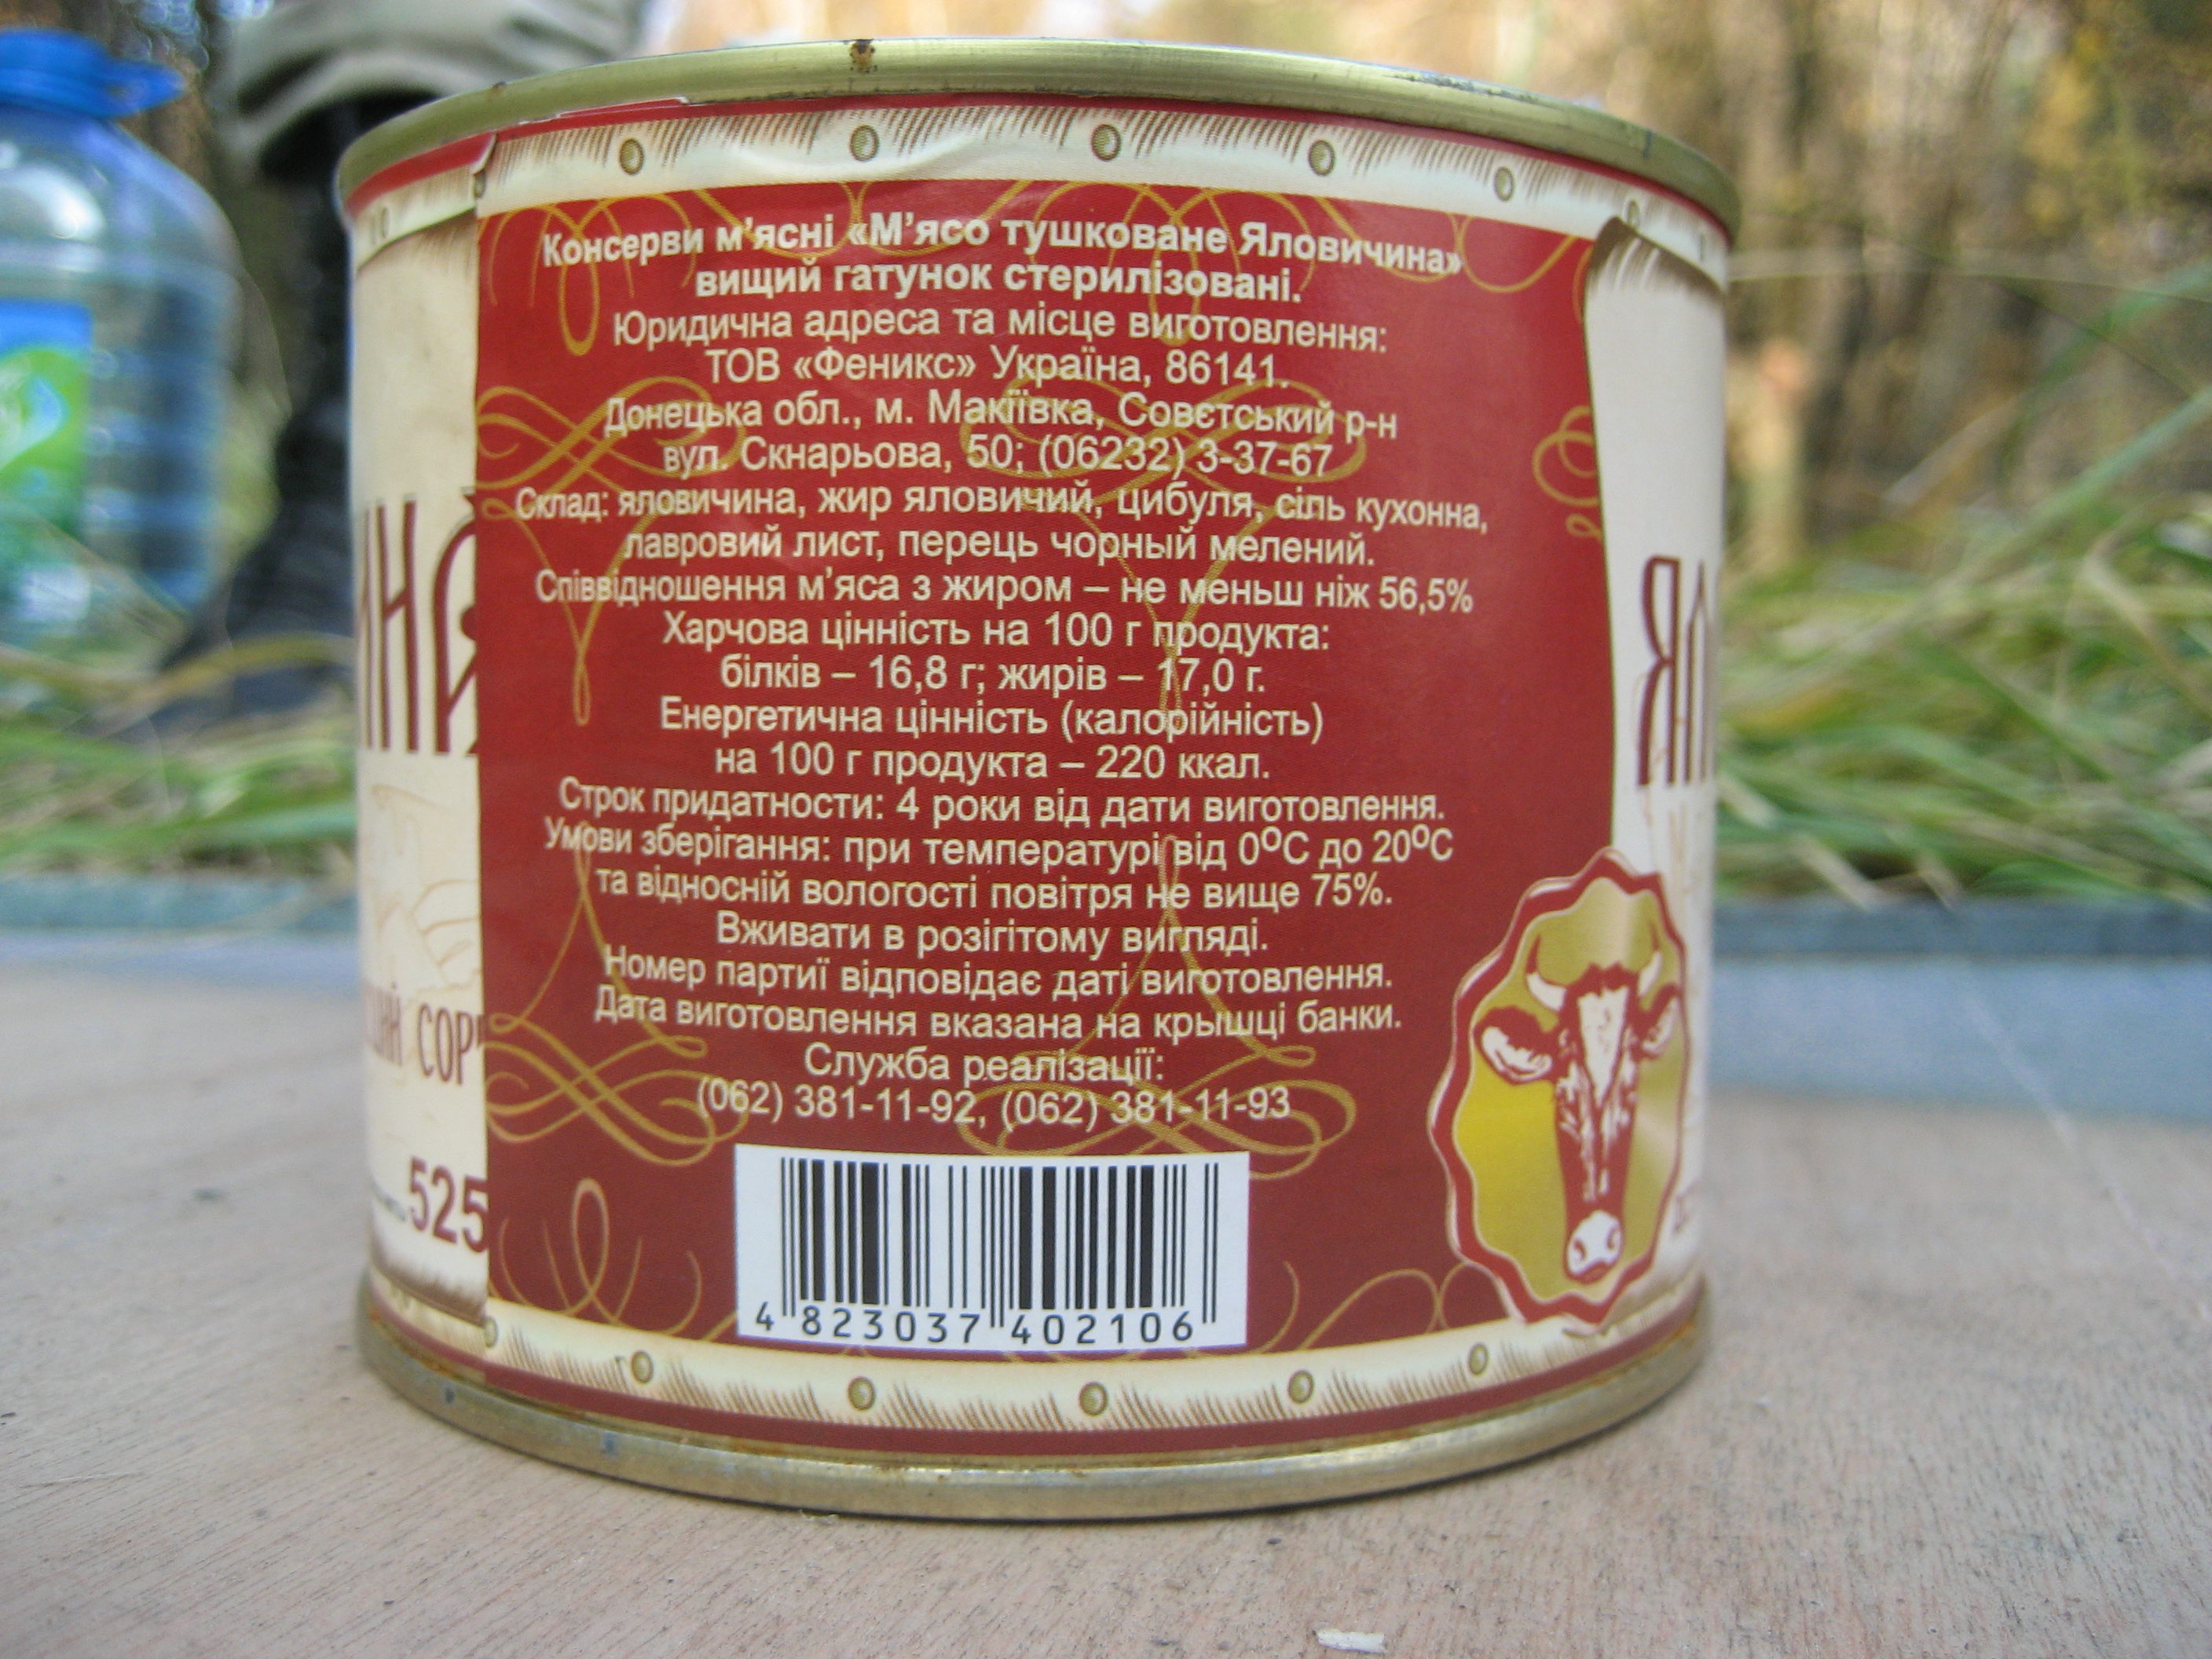 Консерви м'ясні «М'ясо тушковане Яловичина»
вищий гатунок стерилізовані.
Юридична адреса та місце виготовлення:
ТОВ «Феникс» Україна, 86141.
Донецька обл., м. Макіївка, Совєтський р-н
вул. Скнарьова, 50; (06232) 3-37-67
Склад: яловичина, жир яловичий, цибуля, сіль кухонна,
лавровий лист, перець чорный мелений.
Співвідношення м'яса з жиром – не меньш ніж 56,5%
Харчова цінність на 100 г продукта:
білків – 16,8 г; жирів – 17,0 г.
Енергетична цінність (калорійність)
на 100 г продукта – 220 ккал.
Строк придатности: 4 роки від дати виготовлення.
Умови зберігання: при температурі від 0ºС до 20ºС
та відносній вологості повітря не вище 75%.
Вживати в розігітому вигляді.
Номер партиї відповідає даті виготовлення.
Дата виготовлення вказана на крышці банки.
Служба реалізації:
(062) 381-11-92, (062) 381-11-93
4 823037 402106
525